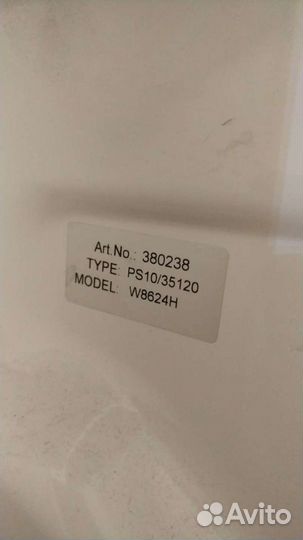 Art.No.: 380238
TYPE: PS10/35120
MODEL: W8624H
Avito